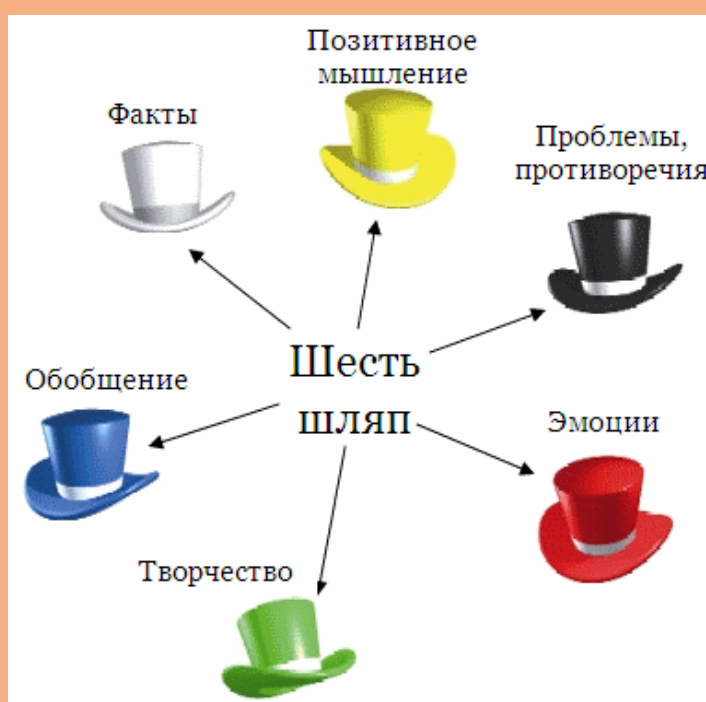 Позитивное
мышление
Факты
Проблемы,
противоречия
Шесть
шляп
Обобщение
Эмоции
Творчество